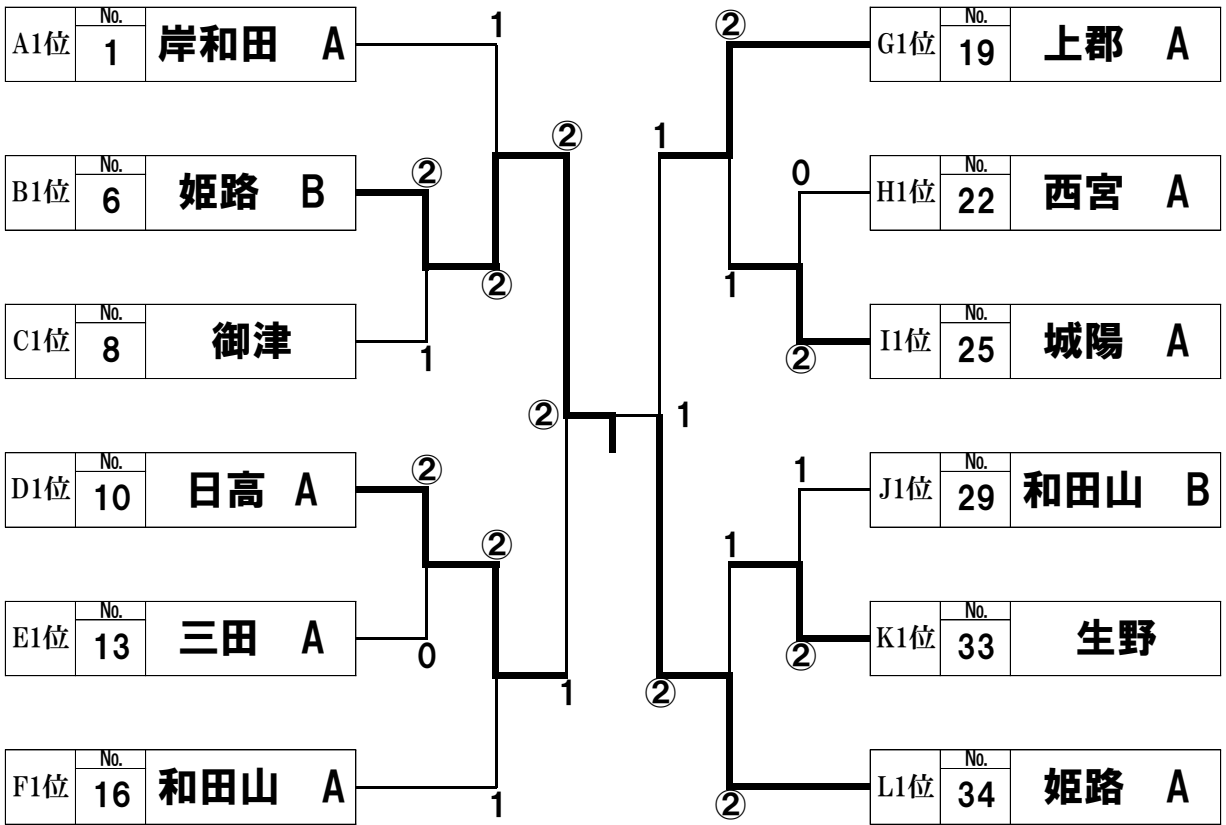 A1位 No. 1 岸和田 A
1
B1位 No. 6 姫路 B
②
②
②
C1位 No. 8 御津
1
②
D1位 No. 10 日高 A
②
②
E1位 No. 13 三田 A
0
1
F1位 No. 16 和田山 A
1
②
G1位 No. 19 上郡 A
1
0
H1位 No. 22 西宮 A
1
I1位 No. 25 城陽 A
②
1
1
J1位 No. 29 和田山 B
1
K1位 No. 33 生野
②
②
L1位 No. 34 姫路 A
②